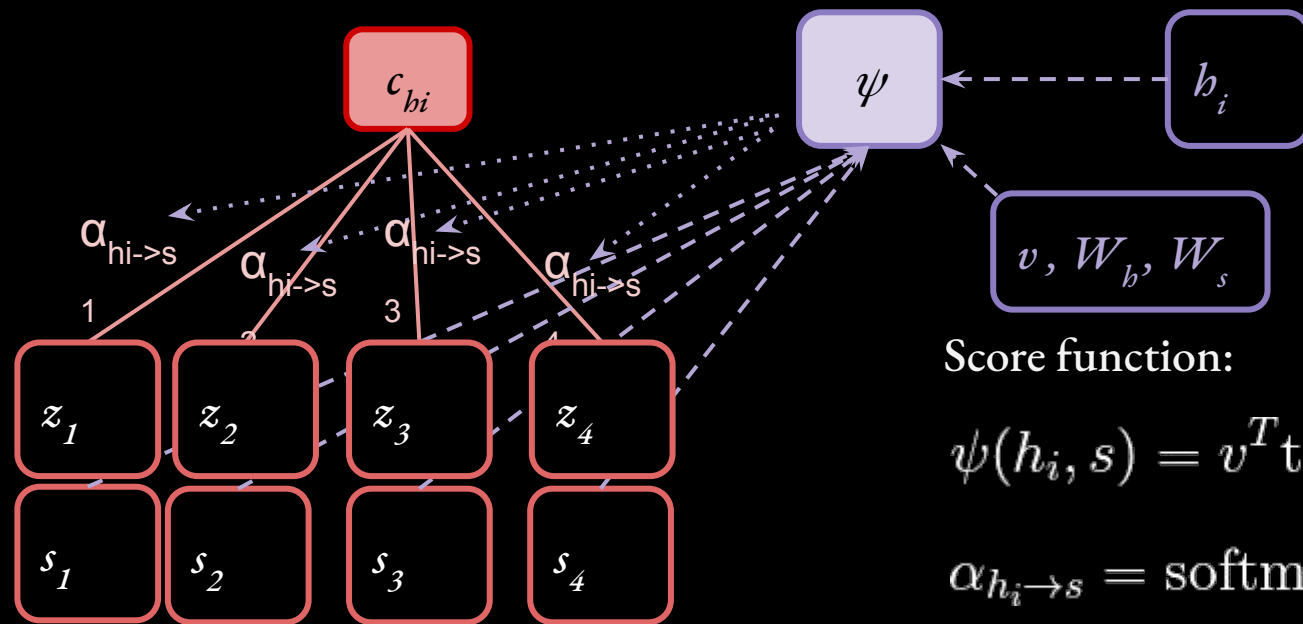 c_hi
ψ
h_i
α_hi->s
1
α_hi->s
α_hi->s
3
α_hi->s
v, W_h, W_s
z_1
z_2
z_3
z_4
s_1
s_2
s_3
s_4
Score function:
ψ(h_i, s) = v^T t
α_{h_i→s} = softm